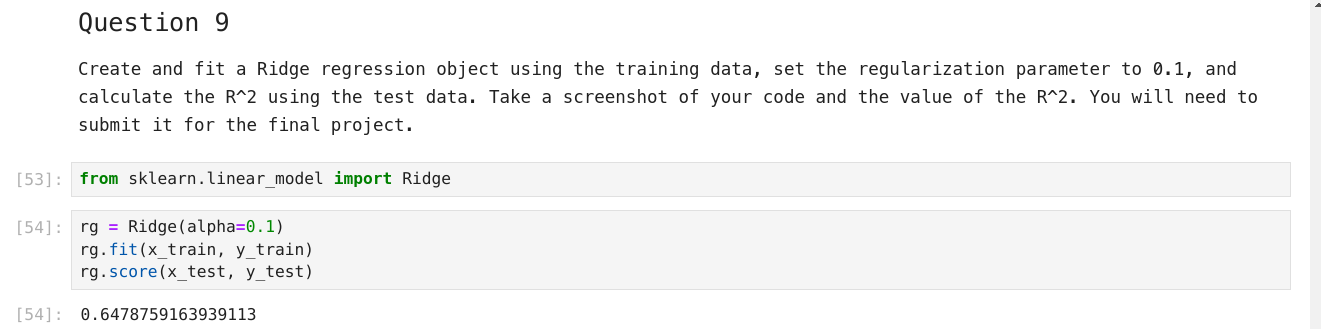 Question 9
Create and fit a Ridge regression object using the training data, set the regularization parameter to 0.1, and
calculate the R^2 using the test data. Take a screenshot of your code and the value of the R^2. You will need to
submit it for the final project.
[53]: from sklearn.linear_model import Ridge
[54]: rg = Ridge(alpha=0.1)
rg.fit(x_train, y_train)
rg.score(x_test, y_test)
[54]: 0.6478759163939113